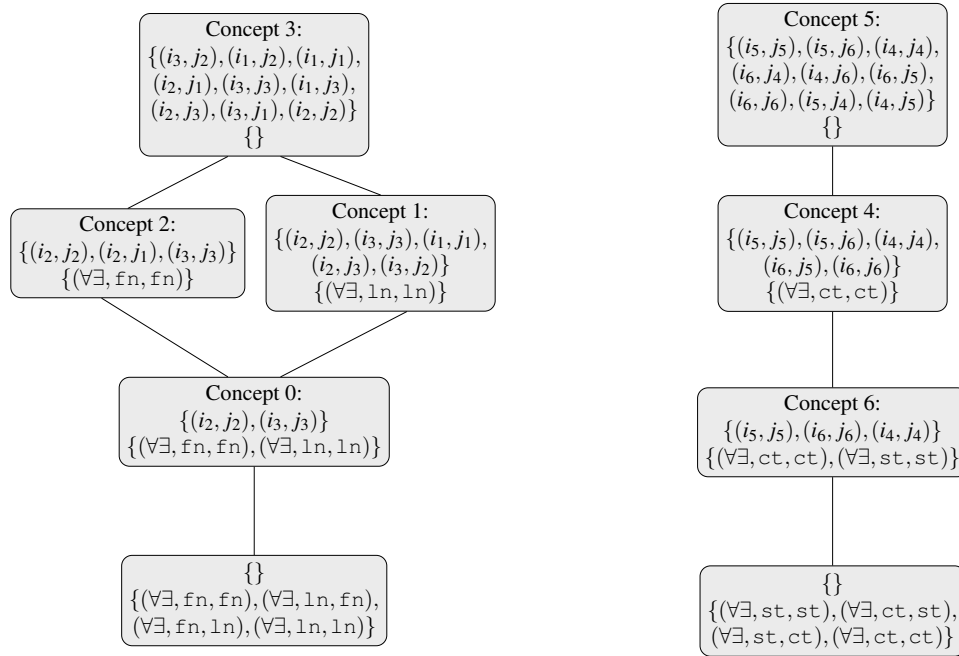 Concept 3:
{(i₃, j₂), (i₁, j₂), (i₁, j₁),
(i₂, j₁), (i₃, j₃), (i₁, j₃),
(i₂, j₃), (i₃, j₁), (i₂, j₂)}
{}
Concept 2:
{(i₂, j₂), (i₂, j₁), (i₃, j₃)}
{(∀∃, fn, fn)}
Concept 1:
{(i₂, j₂), (i₃, j₃), (i₁, j₁),
(i₂, j₃), (i₃, j₂)}
{(∀∃, ln, ln)}
Concept 0:
{(i₂, j₂), (i₃, j₃)}
{(∀∃, fn, fn), (∀∃, ln, ln)}
{}
{(∀∃, fn, fn), (∀∃, ln, fn),
(∀∃, fn, ln), (∀∃, ln, ln)}
Concept 5:
{(i₅, j₅), (i₅, j₆), (i₄, j₄),
(i₆, j₄), (i₄, j₆), (i₆, j₅),
(i₆, j₆), (i₅, j₄), (i₄, j₅)}
{}
Concept 4:
{(i₅, j₅), (i₅, j₆), (i₄, j₄),
(i₆, j₅), (i₆, j₆)}
{(∀∃, ct, ct)}
Concept 6:
{(i₅, j₅), (i₆, j₆), (i₄, j₄)}
{(∀∃, ct, ct), (∀∃, st, st)}
{}
{(∀∃, st, st), (∀∃, ct, st),
(∀∃, st, ct), (∀∃, ct, ct)}